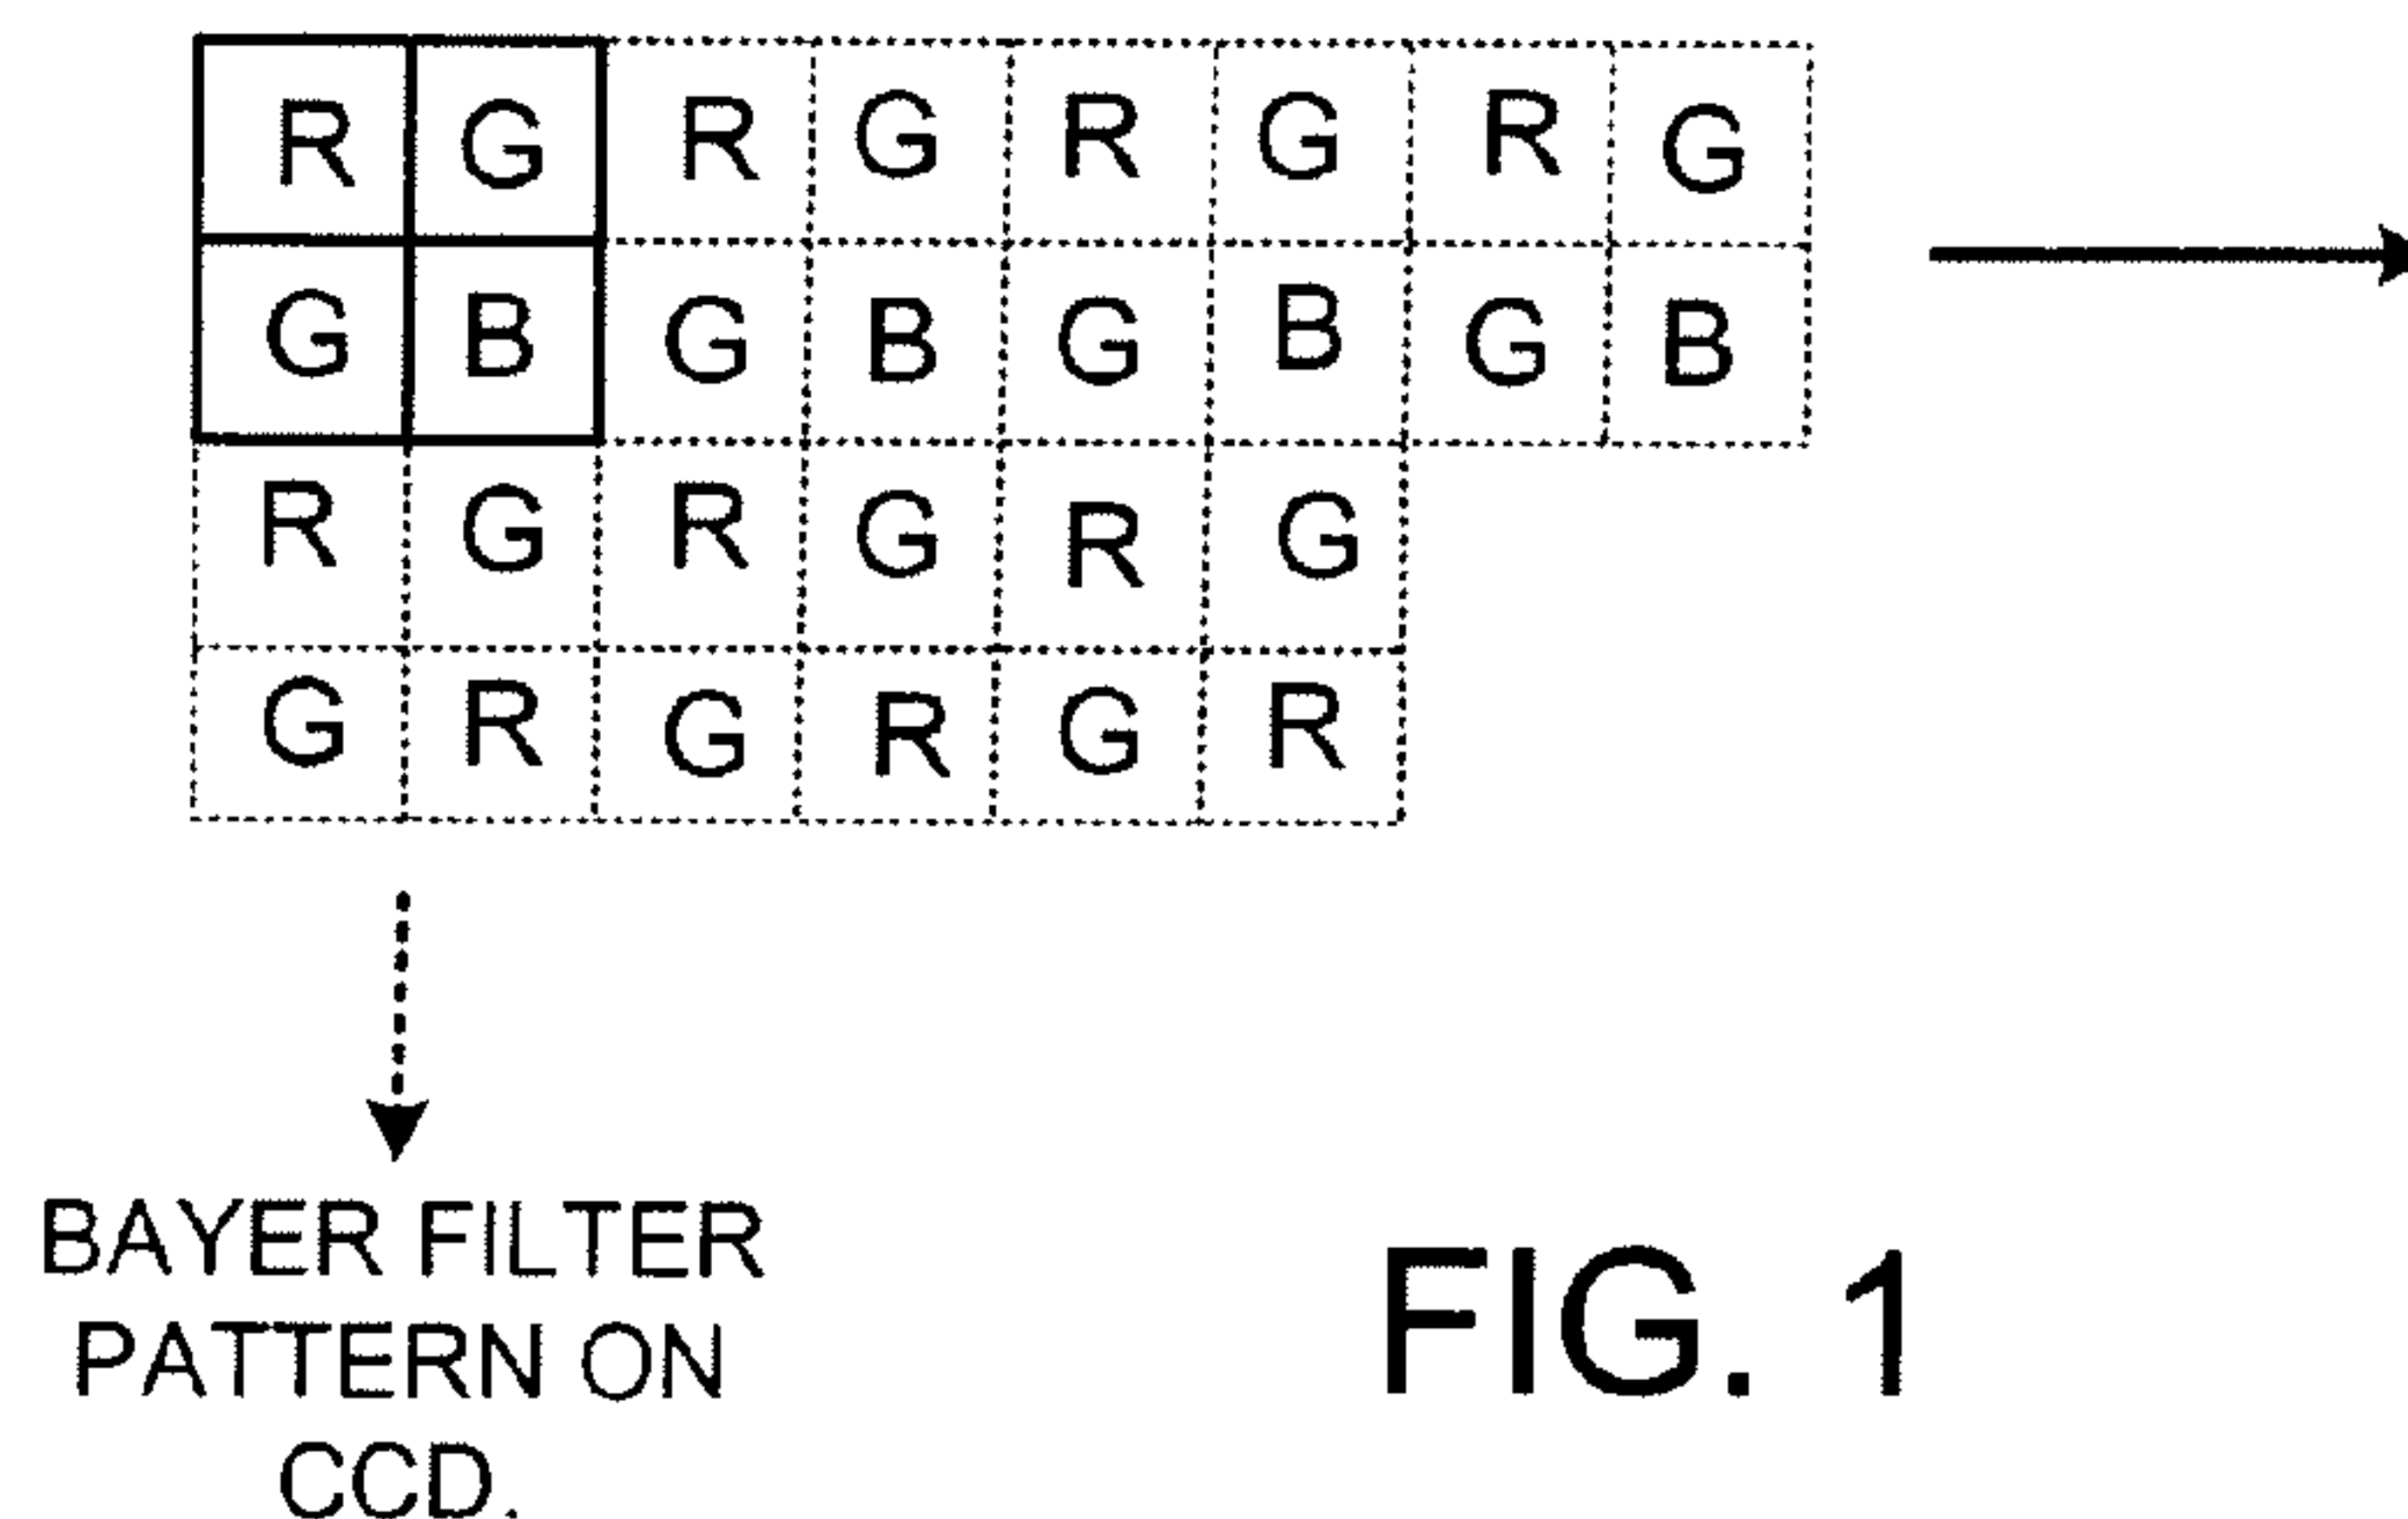 R G R G R G R G
G B G B G B G B
R G R G R G
G R G R G R
BAYER FILTER
PATTERN ON
CCD.
FIG. 1